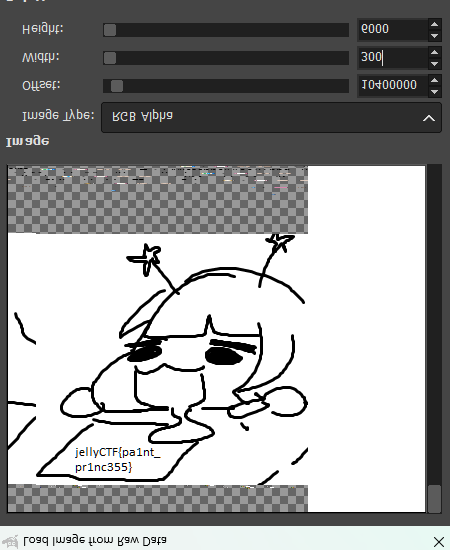 Height: 6000
Width: 300
Offset: 10400000
Image Type: RGB Alpha
Image
jellyCTF{pa1nt_
pr1nc355}
Load Image from Raw Data